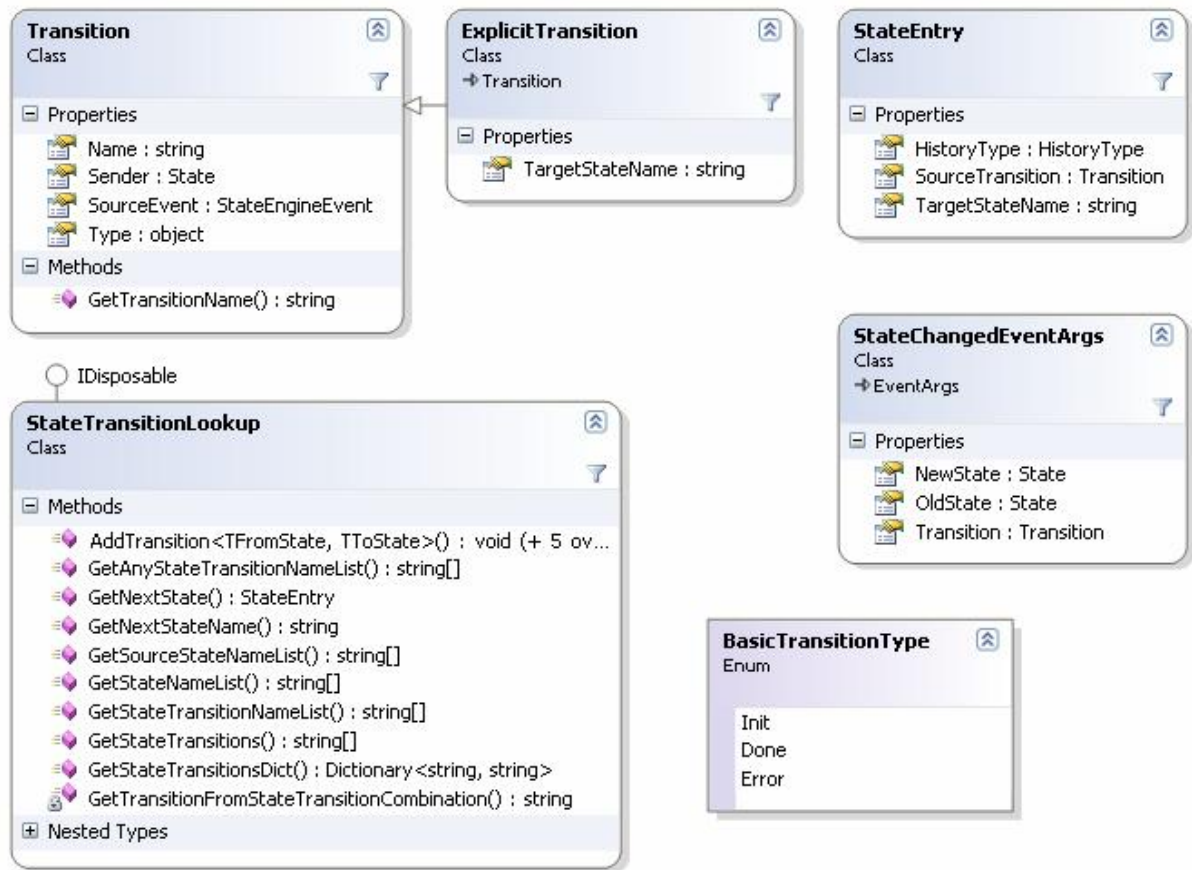 Transition
Class
Properties
Name : string
Sender : State
SourceEvent : StateEngineEvent
Type : object
Methods
GetTransitionName() : string
ExplicitTransition
Class
Transition
Properties
TargetStateName : string
StateEntry
Class
Properties
HistoryType : HistoryType
SourceTransition : Transition
TargetStateName : string
IDisposable
StateTransitionLookup
Class
Methods
AddTransition<TFromState, TToState>() : void (+ 5 ov...
GetAnyStateTransitionNameList() : string[]
GetNextState() : StateEntry
GetNextStateName() : string
GetSourceStateNameList() : string[]
GetStateNameList() : string[]
GetStateTransitionNameList() : string[]
GetStateTransitions() : string[]
GetStateTransitionsDict() : Dictionary<string, string>
GetTransitionFromStateTransitionCombination() : string
Nested Types
StateChangedEventArgs
Class
EventArgs
Properties
NewState : State
OldState : State
Transition : Transition
BasicTransitionType
Enum
Init
Done
Error